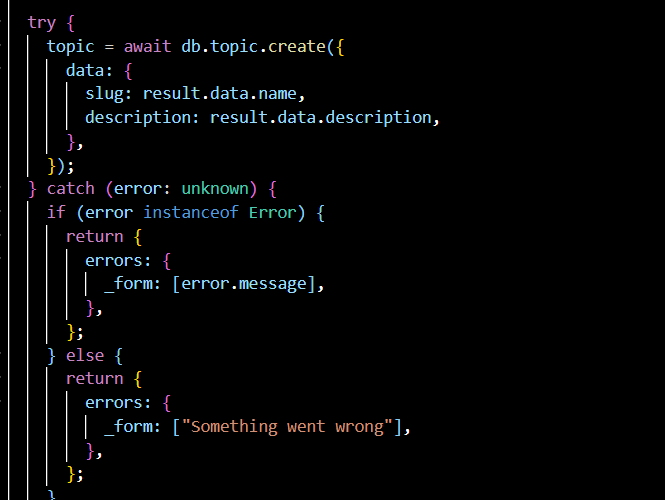 try {
topic = await db.topic.create({
data: {
slug: result.data.name,
description: result.data.description,
},
});
} catch (error: unknown) {
if (error instanceof Error) {
return {
errors: {
_form: [error.message],
},
};
} else {
return {
errors: {
_form: ["Something went wrong"],
},
};
}